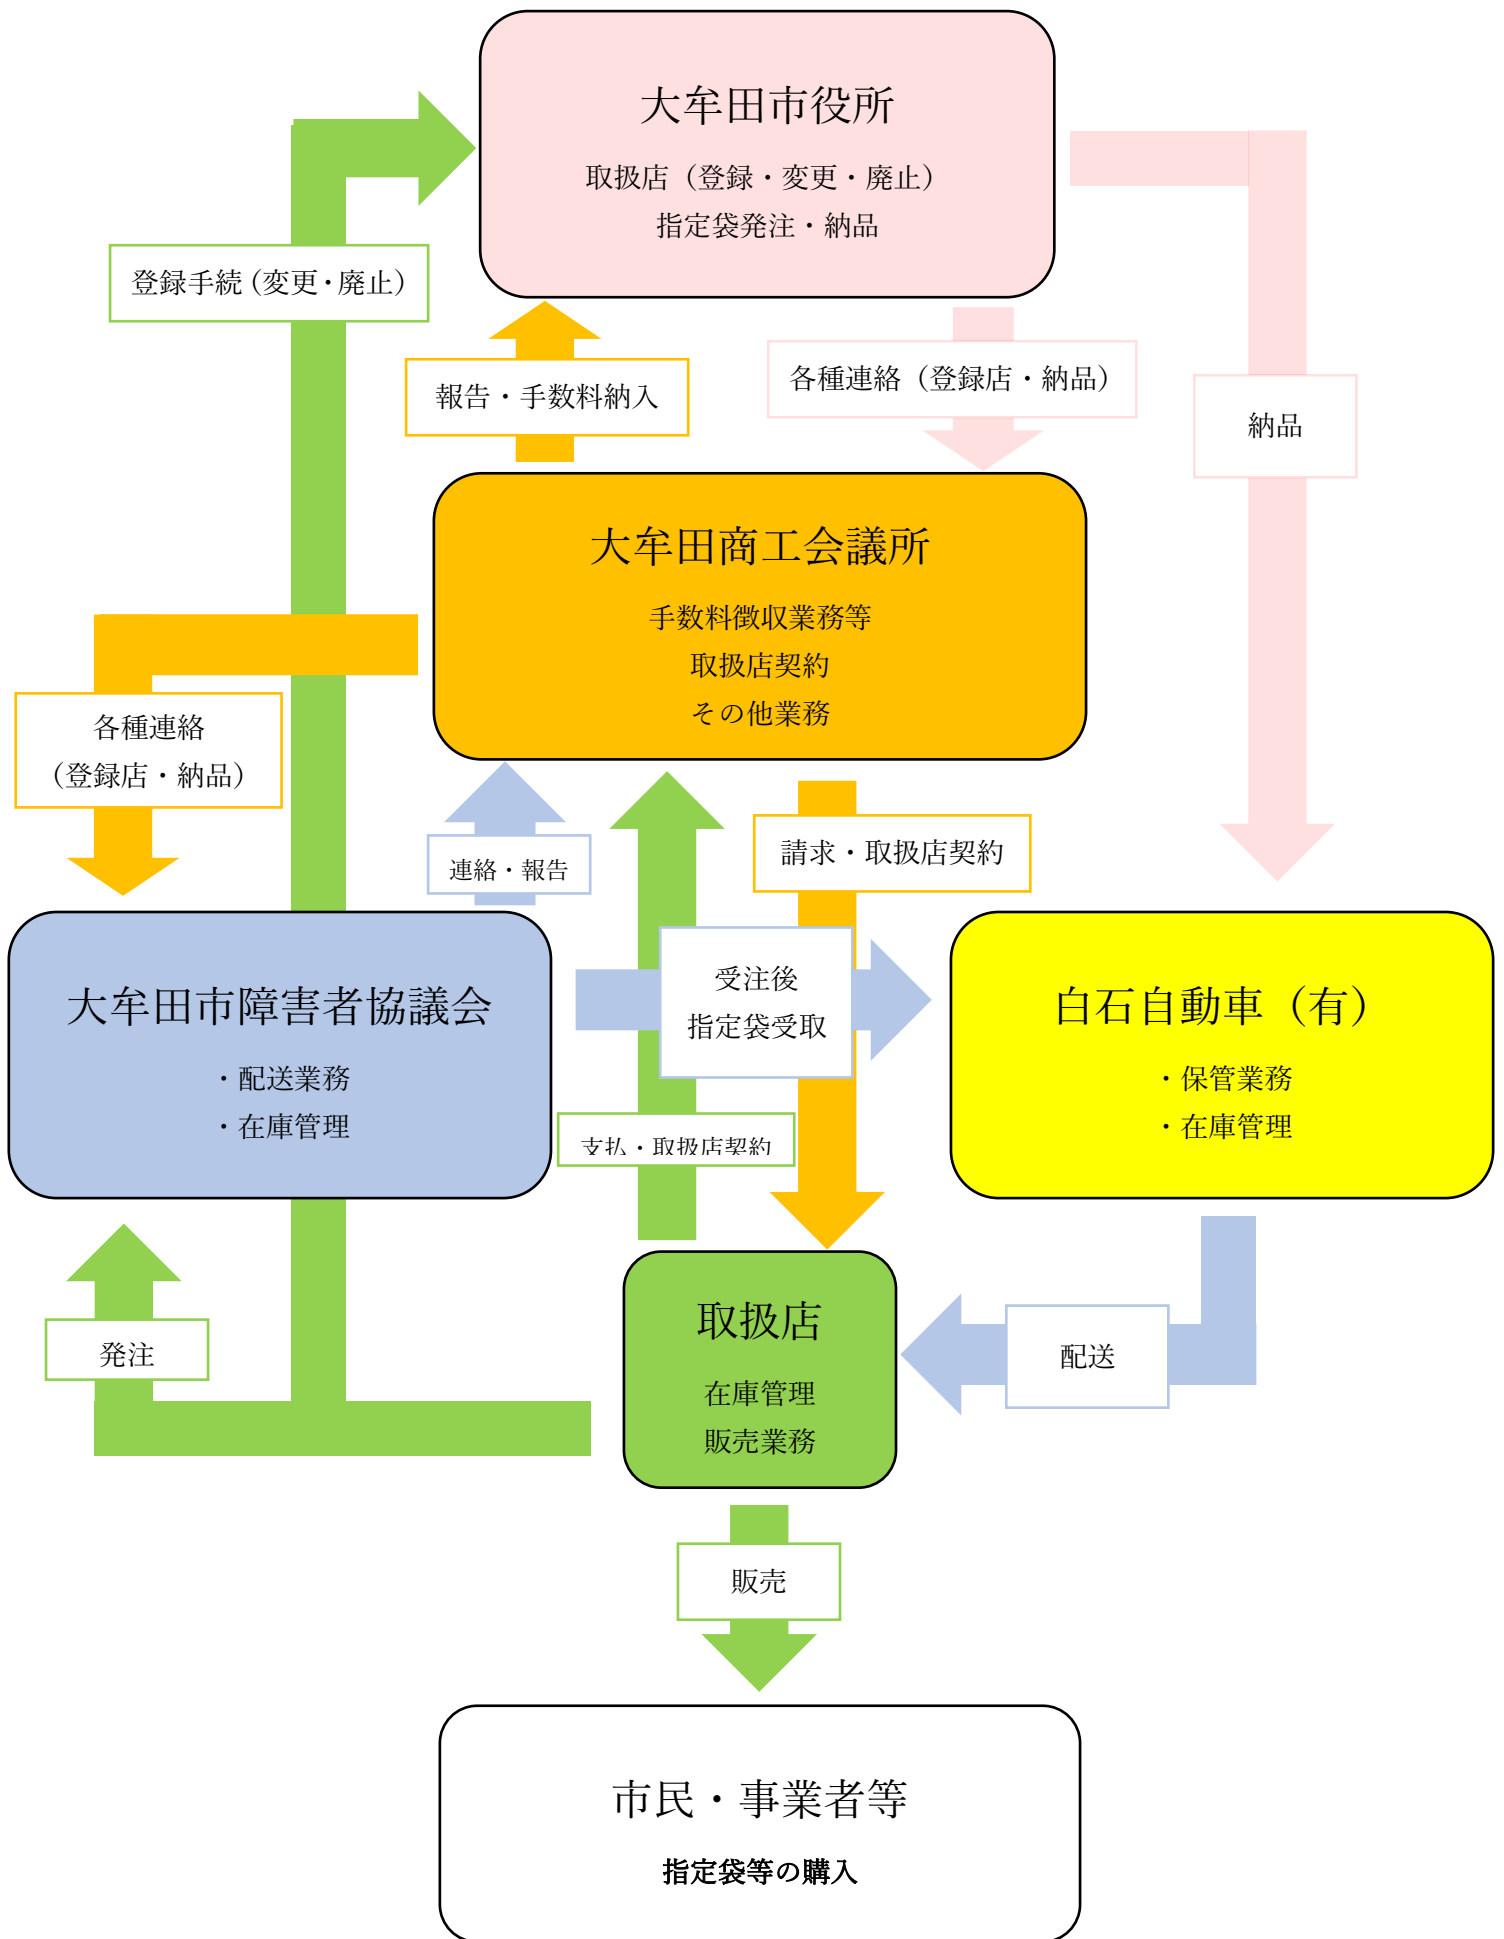 大牟田市役所
取扱店（登録・変更・廃止）
指定袋発注・納品
登録手続（変更・廃止）
報告・手数料納入
各種連絡（登録店・納品）
納品
大牟田商工会議所
手数料徴収業務等
取扱店契約
その他業務
各種連絡
（登録店・納品）
連絡・報告
請求・取扱店契約
大牟田市障害者協議会
・配送業務
・在庫管理
受注後
指定袋受取
白石自動車（有）
・保管業務
・在庫管理
支払・取扱店契約
発注
取扱店
在庫管理
販売業務
配送
販売
市民・事業者等
指定袋等の購入